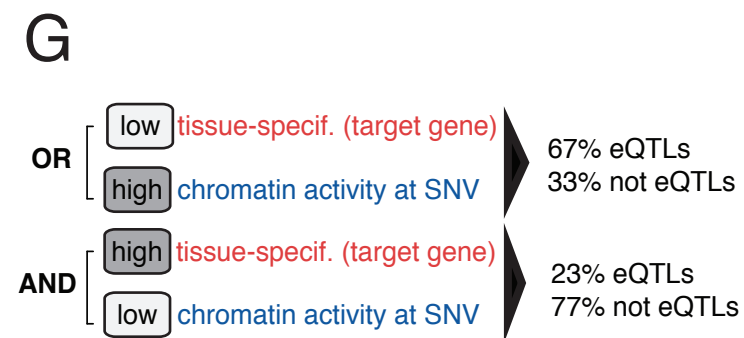 G
OR
low tissue-specif. (target gene)
high chromatin activity at SNV
67% eQTLs
33% not eQTLs
AND
high tissue-specif. (target gene)
low chromatin activity at SNV
23% eQTLs
77% not eQTLs